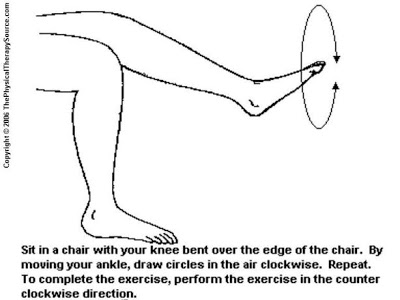 Copyright © 2006 ThePhysicalTherapySource.com
Sit in a chair with your knee bent over the edge of the chair.  By
moving your ankle, draw circles in the air clockwise.  Repeat.
To complete the exercise, perform the exercise in the counter
clockwise direction.